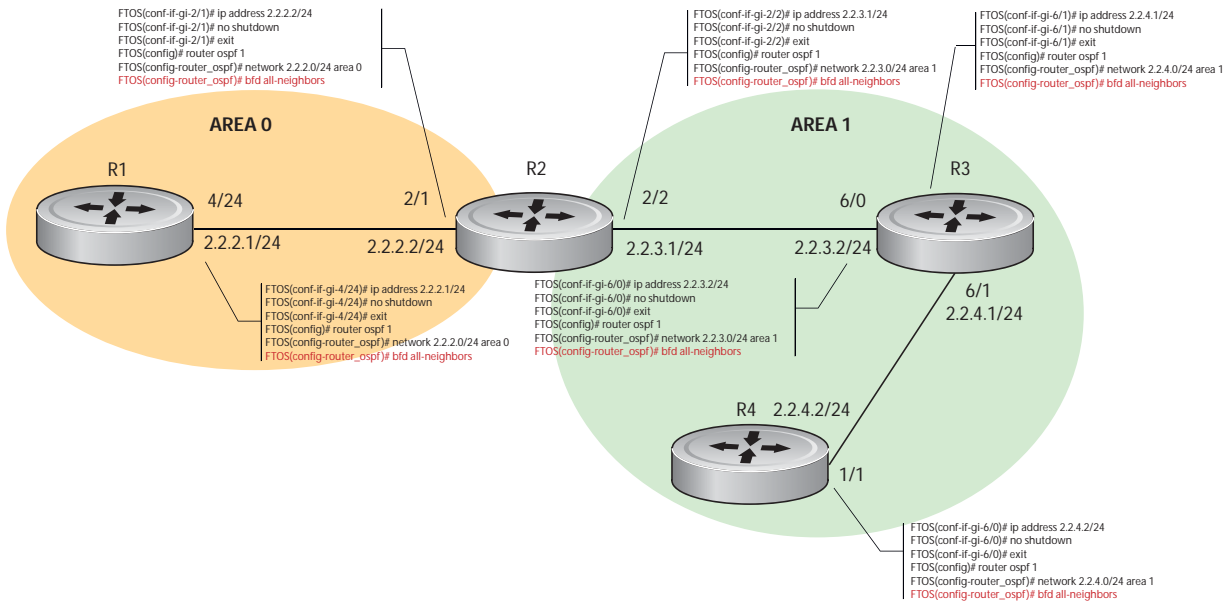 FTOS(conf-if-gi-2/1)# ip address 2.2.2.2/24
FTOS(conf-if-gi-2/1)# no shutdown
FTOS(conf-if-gi-2/1)# exit
FTOS(config)# router ospf 1
FTOS(config-router_ospf)# network 2.2.2.0/24 area 0
FTOS(config-router_ospf)# bfd all-neighbors
FTOS(conf-if-gi-2/2)# ip address 2.2.3.1/24
FTOS(conf-if-gi-2/2)# no shutdown
FTOS(conf-if-gi-2/2)# exit
FTOS(config)# router ospf 1
FTOS(config-router_ospf)# network 2.2.3.0/24 area 1
FTOS(config-router_ospf)# bfd all-neighbors
FTOS(conf-if-gi-6/1)# ip address 2.2.4.1/24
FTOS(conf-if-gi-6/1)# no shutdown
FTOS(conf-if-gi-6/1)# exit
FTOS(config)# router ospf 1
FTOS(config-router_ospf)# network 2.2.4.0/24 area 1
FTOS(config-router_ospf)# bfd all-neighbors
AREA 0
AREA 1
R1
R2
R3
4/24
2/1
2/2
6/0
2.2.2.1/24
2.2.2.2/24
2.2.3.1/24
2.2.3.2/24
6/1
2.2.4.1/24
FTOS(conf-if-gi-4/24)# ip address 2.2.2.1/24
FTOS(conf-if-gi-4/24)# no shutdown
FTOS(conf-if-gi-4/24)# exit
FTOS(config)# router ospf 1
FTOS(config-router_ospf)# network 2.2.2.0/24 area 0
FTOS(config-router_ospf)# bfd all-neighbors
FTOS(conf-if-gi-6/0)# ip address 2.2.3.2/24
FTOS(conf-if-gi-6/0)# no shutdown
FTOS(conf-if-gi-6/0)# exit
FTOS(config)# router ospf 1
FTOS(config-router_ospf)# network 2.2.3.0/24 area 1
FTOS(config-router_ospf)# bfd all-neighbors
R4
2.2.4.2/24
1/1
FTOS(conf-if-gi-6/0)# ip address 2.2.4.2/24
FTOS(conf-if-gi-6/0)# no shutdown
FTOS(conf-if-gi-6/0)# exit
FTOS(config)# router ospf 1
FTOS(config-router_ospf)# network 2.2.4.0/24 area 1
FTOS(config-router_ospf)# bfd all-neighbors